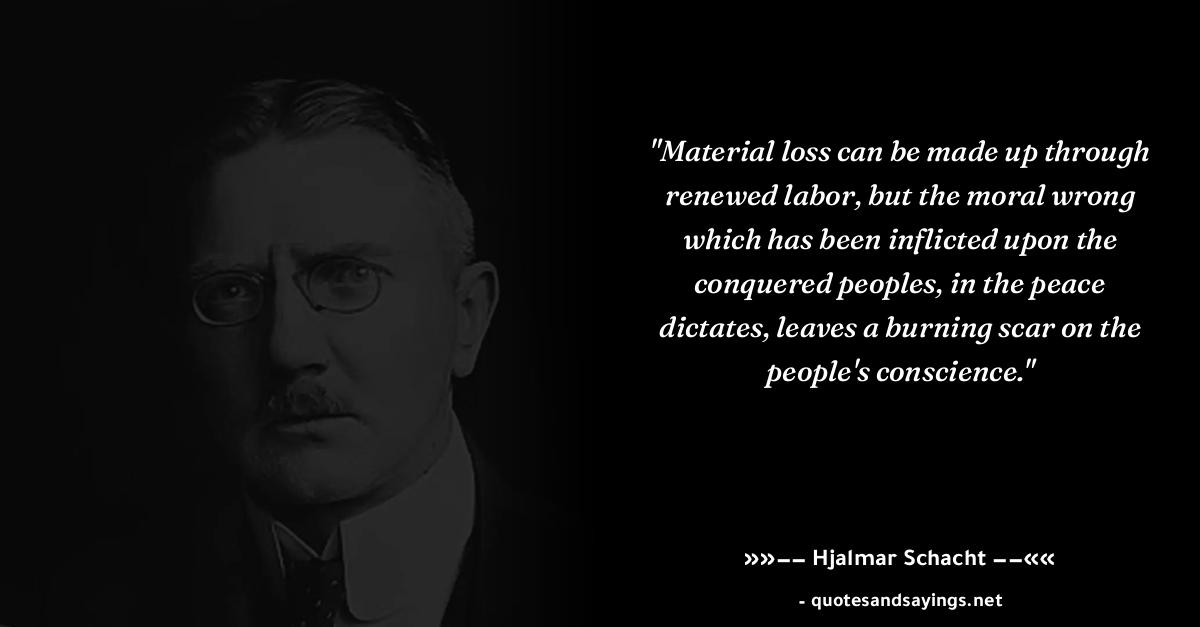 "Material loss can be made up through
renewed labor, but the moral wrong
which has been inflicted upon the
conquered peoples, in the peace
dictates, leaves a burning scar on the
people's conscience."
»»−− Hjalmar Schacht −−««
- quotesandsayings.net